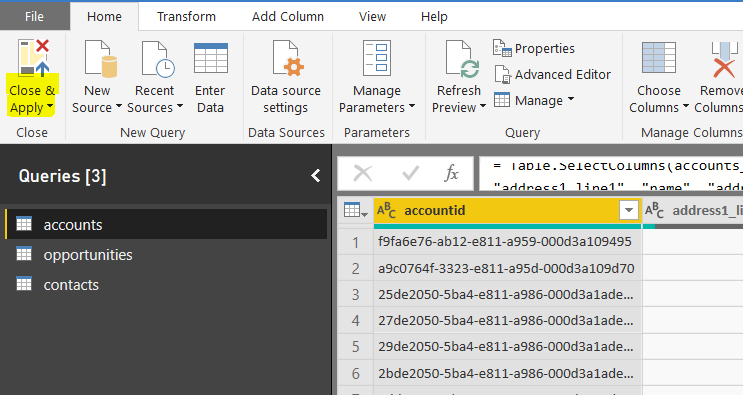 File Home Transform Add Column View Help
Close & Apply
New Source
Recent Sources
Enter Data
Data source settings
Manage Parameters
Refresh Preview
Properties
Advanced Editor
Manage
Choose Columns
Remove Columns
Close New Query Data Sources Parameters Query Manage Columns
Queries [3]
fx
= Table.SelectColumns(accounts_
"address1_line1", "name", "addr
accounts
opportunities
contacts
ABC accountid ABC address1_li
1 f9fa6e76-ab12-e811-a959-000d3a109495
2 a9c0764f-3323-e811-a95d-000d3a109d70
3 25de2050-5ba4-e811-a986-000d3a1ade...
4 27de2050-5ba4-e811-a986-000d3a1ade...
5 29de2050-5ba4-e811-a986-000d3a1ade...
6 2bde2050-5ba4-e811-a986-000d3a1ade...